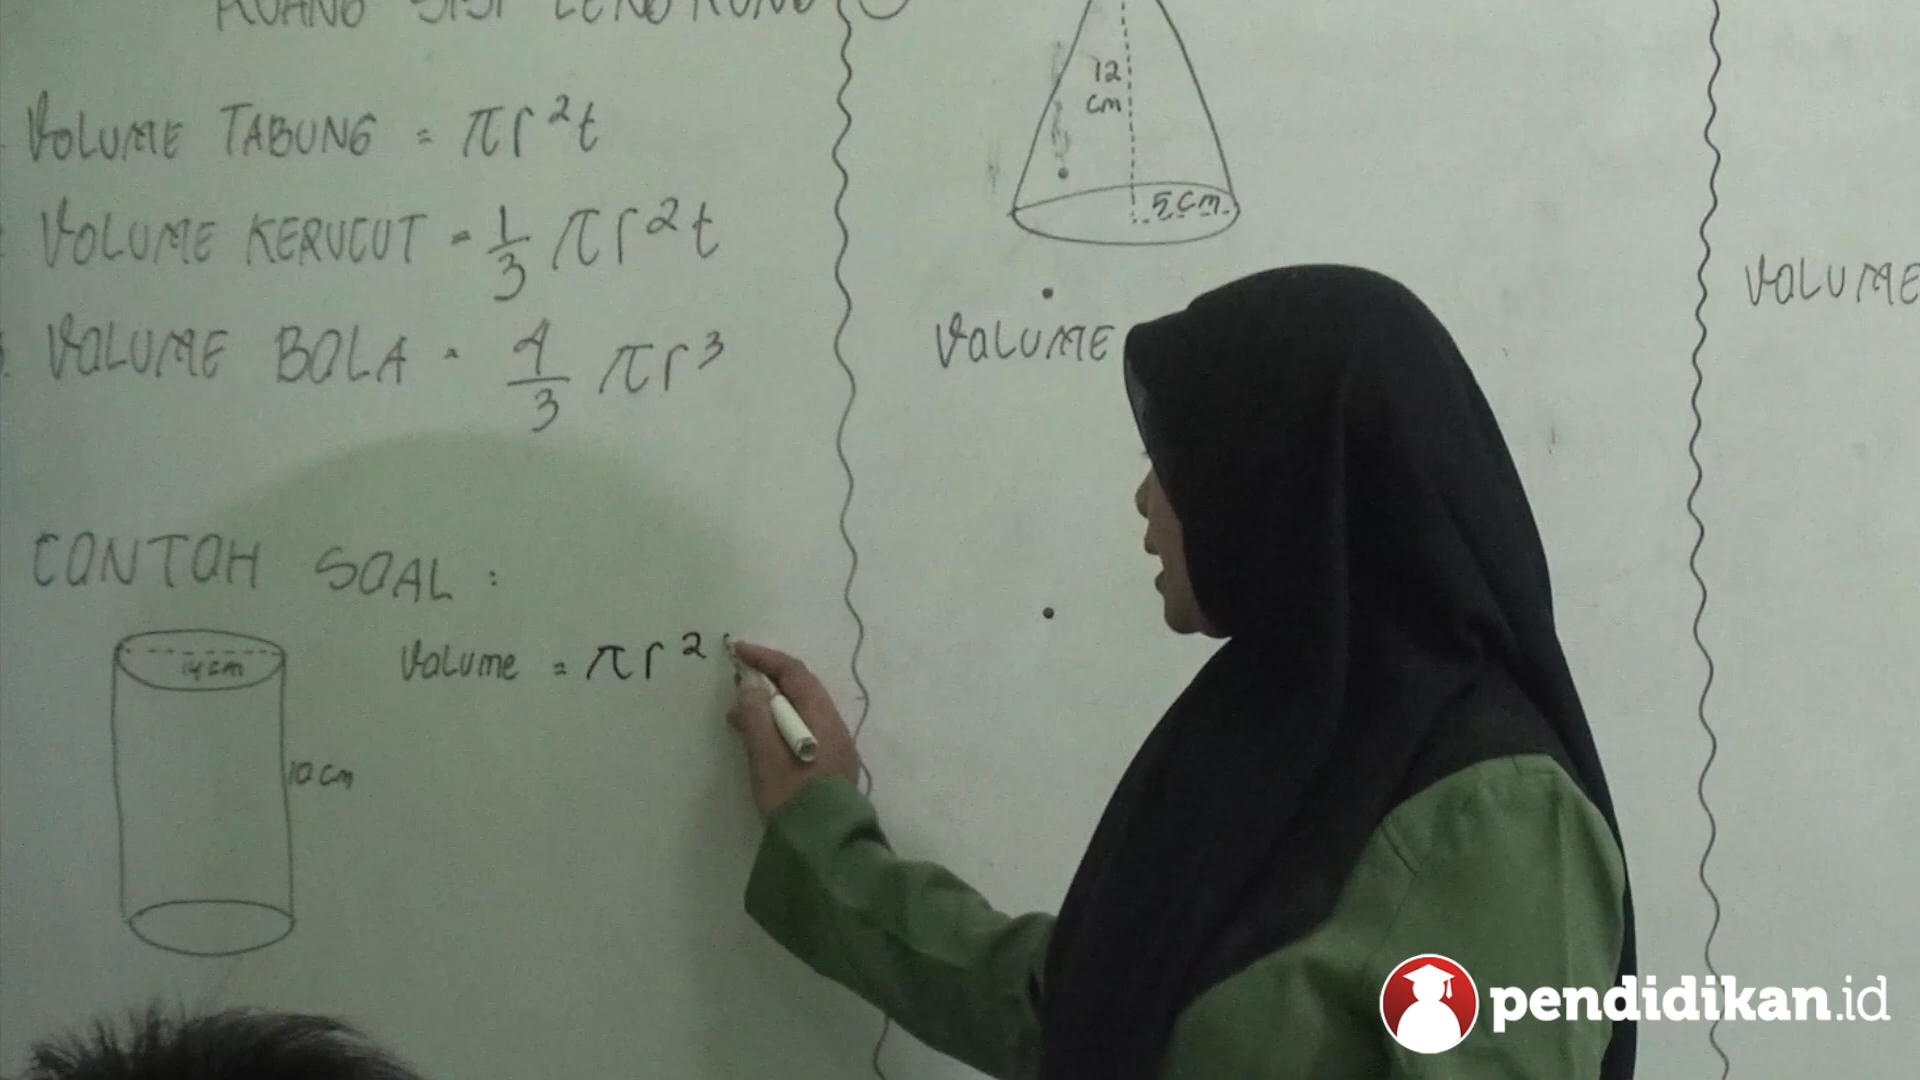 RUANG SISI LENGKUNG
VOLUME TABUNG = πr²t
VOLUME KERUCUT = 1/3 πr²t
VOLUME BOLA = 4/3 πr³
CONTOH SOAL :
14 cm
10 cm
Volume = πr²
12
cm
5 cm
VOLUME
VOLUME
pendidikan.id